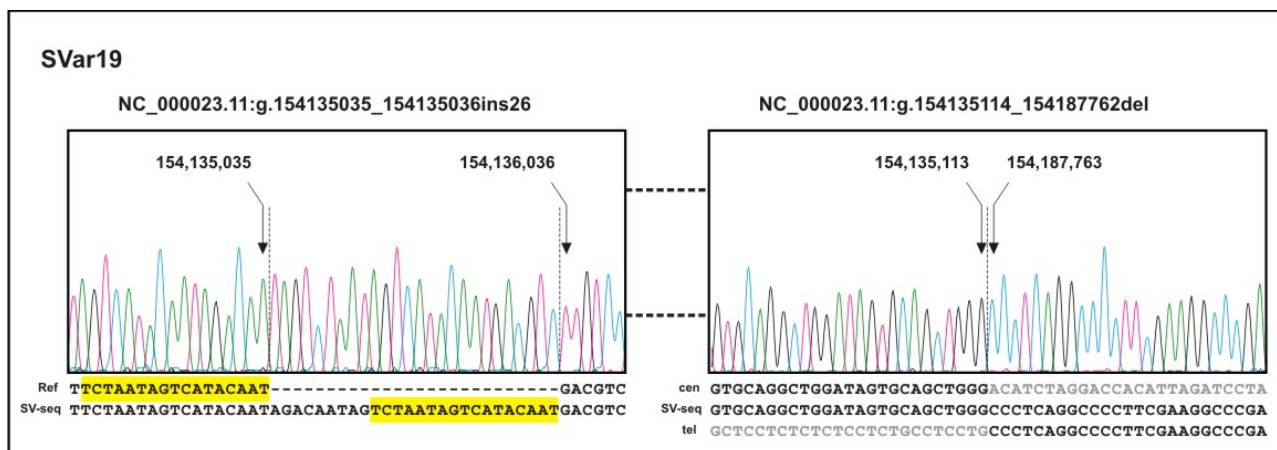 SVar19
NC_000023.11:g.154135035_154135036ins26
154,135,035
154,136,036
Ref TTCTAATAGTCATACAAT---------------------------GACGTC
SV-seq TTCTAATAGTCATACAATAGACAATAGTCTAATAGTCATACAATGACGTC
NC_000023.11:g.154135114_154187762del
154,135,113
154,187,763
cen GTGCAGGCTGGATAGTGCAGCTGGGACATCTAGGACCACATTAGATCCTA
SV-seq GTGCAGGCTGGATAGTGCAGCTGGGCCCTCAGGCCCCTTCGAAGGCCCGA
tel GCTCCTCTCTCTCCTCTGCCTCCTGCCCTCAGGCCCCTTCGAAGGCCCGA